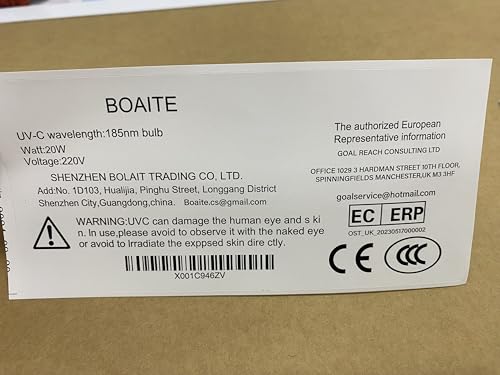 BOAITE
UV-C wavelength:185nm bulb
Watt:20W
Voltage:220V
SHENZHEN BOLAIT TRADING CO, LTD.
Add:No. 1D103, Hualijia, Pinghu Street, Longgang District
Shenzhen City,Guangdong,china. Boaite.cs@gmail.com
WARNING:UVC can damage the human eye and s ki
n. In use,please avoid to observe it with the naked eye
or avoid to Irradiate the exppsed skin dire ctly.
X001C946ZV
The authorized European
Representative information
GOAL REACH CONSULTING LTD
OFFICE 1029 3 HARDMAN STREET 10TH FLOOR,
SPINNINGFIELDS MANCHESTER,UK M3 3HF
goalservice@hotmail.com
EC ERP
OST_UK_20230517000002
CE CCC